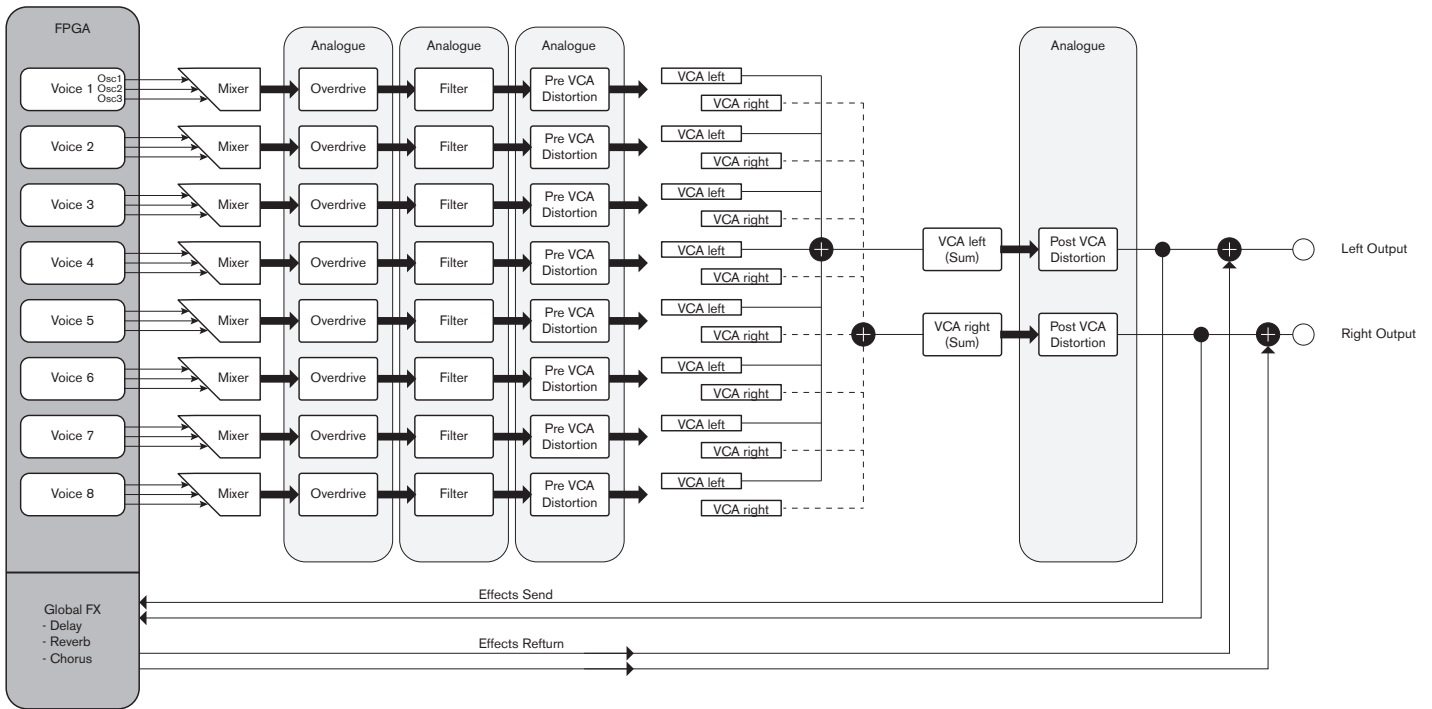 FPGA
Analogue
Analogue
Analogue
Analogue
Voice 1
Osc1
Osc2
Osc3
Mixer
Overdrive
Filter
Pre VCA
Distortion
VCA left
VCA right
Voice 2
Mixer
Overdrive
Filter
Pre VCA
Distortion
VCA left
VCA right
Voice 3
Mixer
Overdrive
Filter
Pre VCA
Distortion
VCA left
VCA right
Voice 4
Mixer
Overdrive
Filter
Pre VCA
Distortion
VCA left
VCA right
VCA left
(Sum)
Post VCA
Distortion
Left Output
Voice 5
Mixer
Overdrive
Filter
Pre VCA
Distortion
VCA left
VCA right
VCA right
(Sum)
Post VCA
Distortion
Right Output
Voice 6
Mixer
Overdrive
Filter
Pre VCA
Distortion
VCA left
VCA right
Voice 7
Mixer
Overdrive
Filter
Pre VCA
Distortion
VCA left
VCA right
Voice 8
Mixer
Overdrive
Filter
Pre VCA
Distortion
VCA left
VCA right
Global FX
- Delay
- Reverb
- Chorus
Effects Send
Effects Refturn